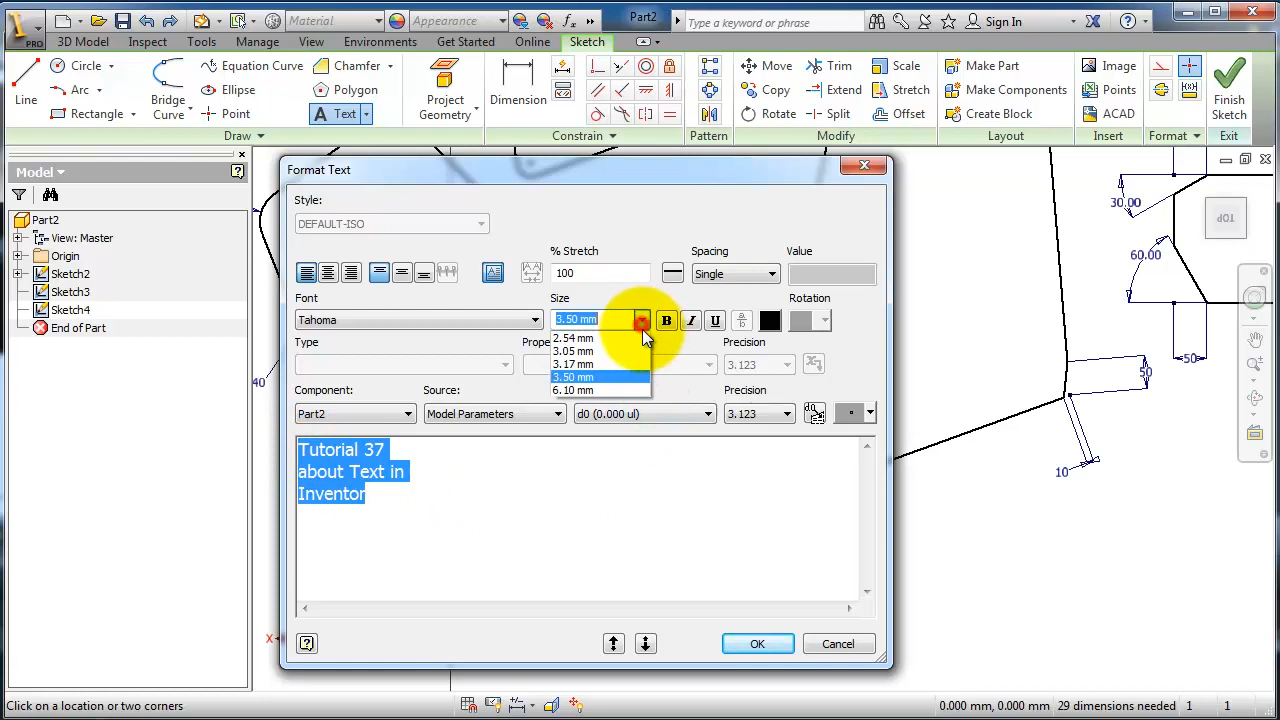 PRO
Material
Appearance
Part2
Type a keyword or phrase
Sign In
3D Model
Inspect
Tools
Manage
View
Environments
Get Started
Online
Sketch
Line
Circle
Arc
Rectangle
Bridge
Curve
Equation Curve
Ellipse
Point
Chamfer
Polygon
Text
Project
Geometry
Dimension
Move
Copy
Rotate
Trim
Extend
Split
Scale
Stretch
Offset
Make Part
Make Components
Create Block
Image
Points
ACAD
Finish
Sketch
Draw
Constrain
Pattern
Modify
Layout
Insert
Format
Exit
Model
Part2
View: Master
Origin
Sketch2
Sketch3
Sketch4
End of Part
Format Text
Style:
DEFAULT-ISO
% Stretch
100
Spacing
Single
Value
Font
Tahoma
Size
3.50 mm
B
I
U
Rotation
2.54 mm
3.05 mm
3.17 mm
3.50 mm
6.10 mm
Type
Prope
Precision
3.123
Component:
Part2
Source:
Model Parameters
d0 (0.000 ul)
Precision
3.123
Tutorial 37
about Text in
Inventor
OK
Cancel
40
X
30.00
60.00
50
50
10
TOP
Click on a location or two corners
0.000 mm, 0.000 mm
29 dimensions needed
1
1